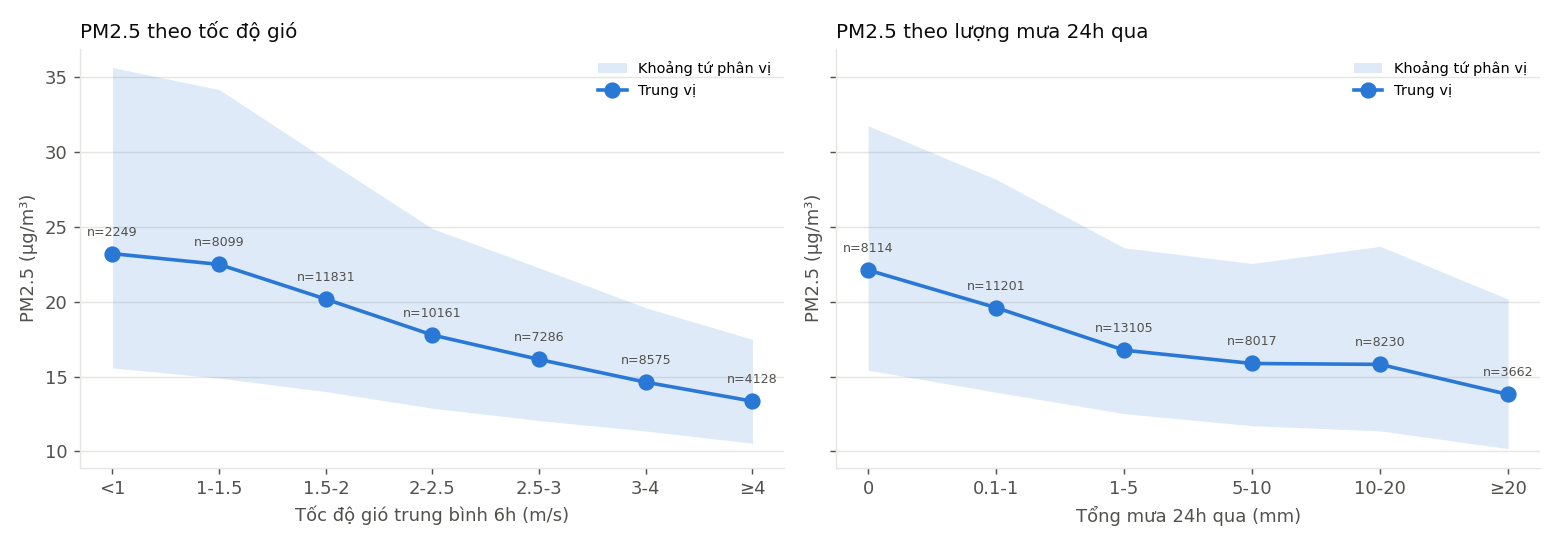 PM2.5 theo tốc độ gió
Khoảng tứ phân vị
Trung vị
PM2.5 (µg/m³)
35
30
25
20
15
10
n=2249
n=8099
n=11831
n=10161
n=7286
n=8575
n=4128
<1
1-1.5
1.5-2
2-2.5
2.5-3
3-4
≥4
Tốc độ gió trung bình 6h (m/s)
PM2.5 theo lượng mưa 24h qua
Khoảng tứ phân vị
Trung vị
PM2.5 (µg/m³)
n=8114
n=11201
n=13105
n=8017
n=8230
n=3662
0
0.1-1
1-5
5-10
10-20
≥20
Tổng mưa 24h qua (mm)